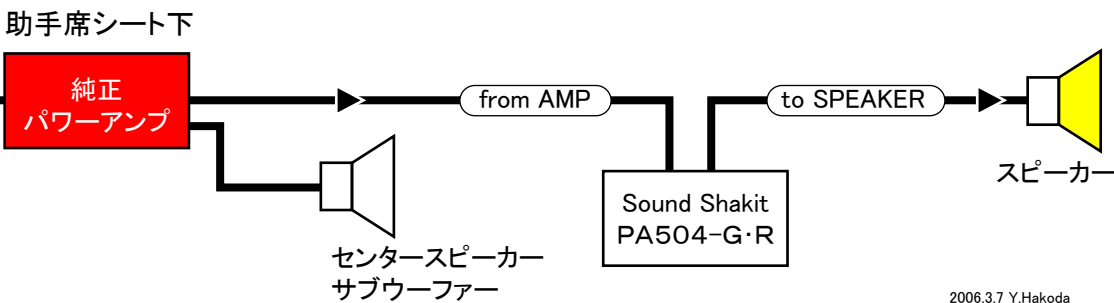 助手席シート下
純正
パワーアンプ
from AMP
to SPEAKER
スピーカー
Sound Shakit
PA504-G·R
センタースピーカー
サブウーファー
2006.3.7 Y.Hakoda